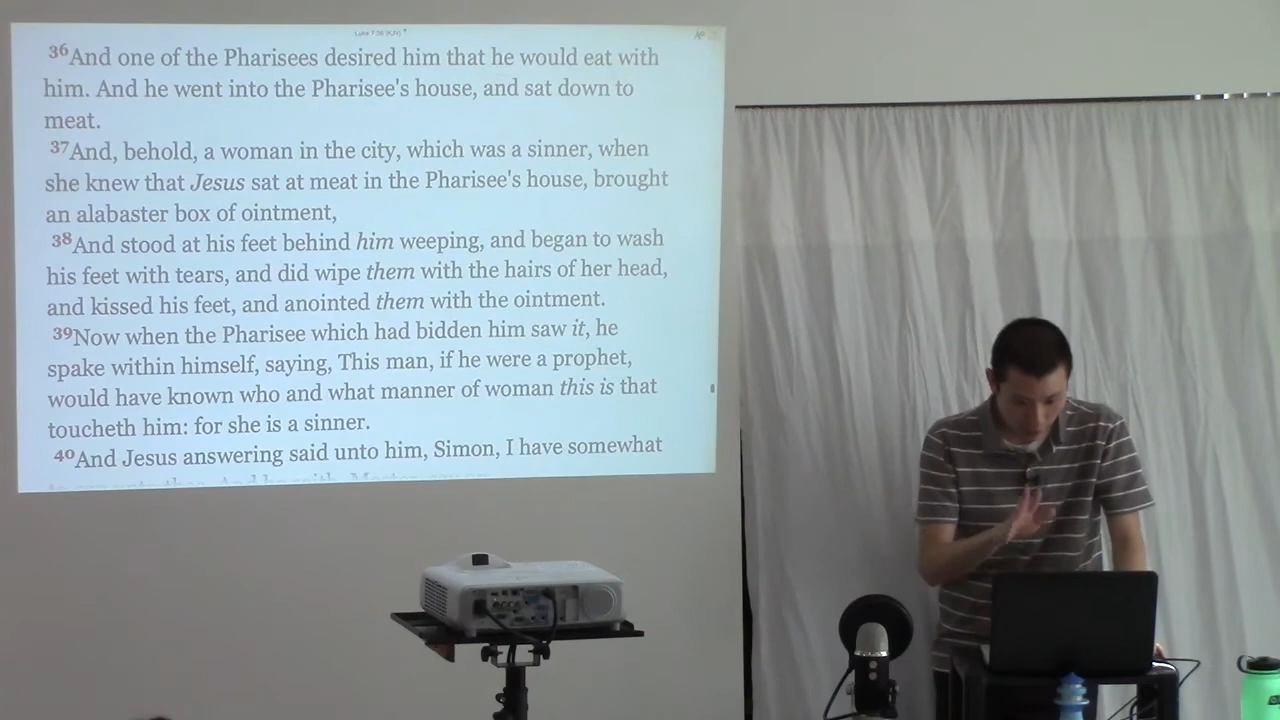 Luke 7:36 (KJV)
36And one of the Pharisees desired him that he would eat with
him. And he went into the Pharisee's house, and sat down to
meat.
37And, behold, a woman in the city, which was a sinner, when
she knew that Jesus sat at meat in the Pharisee's house, brought
an alabaster box of ointment,
38And stood at his feet behind him weeping, and began to wash
his feet with tears, and did wipe them with the hairs of her head,
and kissed his feet, and anointed them with the ointment.
39Now when the Pharisee which had bidden him saw it, he
spake within himself, saying, This man, if he were a prophet,
would have known who and what manner of woman this is that
toucheth him: for she is a sinner.
40And Jesus answering said unto him, Simon, I have somewhat